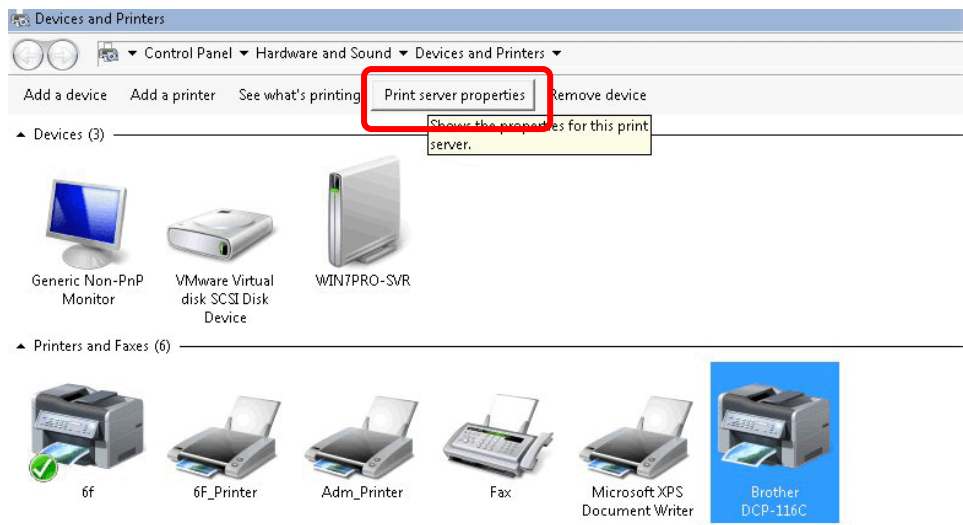 Devices and Printers
Control Panel Hardware and Sound Devices and Printers
Add a device Add a printer See what's printing Print server properties Remove device
Shows the properties for this print
server.
Devices (3)
Generic Non-PnP
Monitor
VMware Virtual
disk SCSI Disk
Device
WIN7PRO-SVR
Printers and Faxes (6)
6f
6F_Printer
Adm_Printer
Fax
Microsoft XPS
Document Writer
Brother
DCP-116C